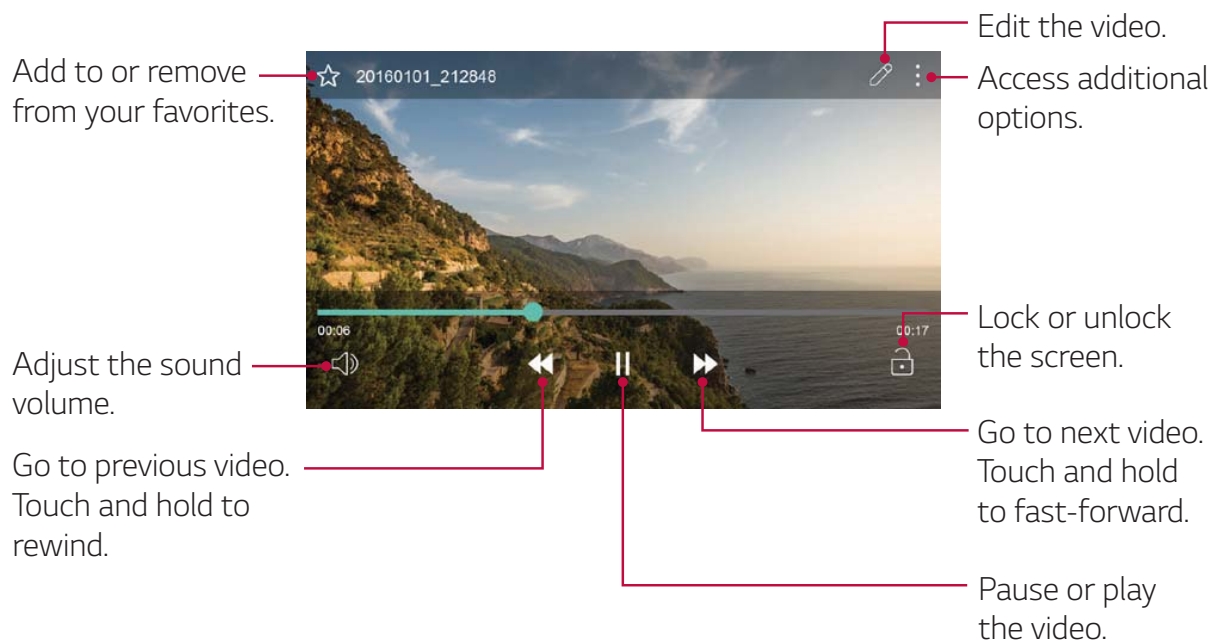 Edit the video.
Add to or remove
from your favorites.
20160101_212848
Access additional
options.
00:06
00:17
Lock or unlock
the screen.
Adjust the sound
volume.
Go to previous video.
Touch and hold to
rewind.
Go to next video.
Touch and hold
to fast-forward.
Pause or play
the video.